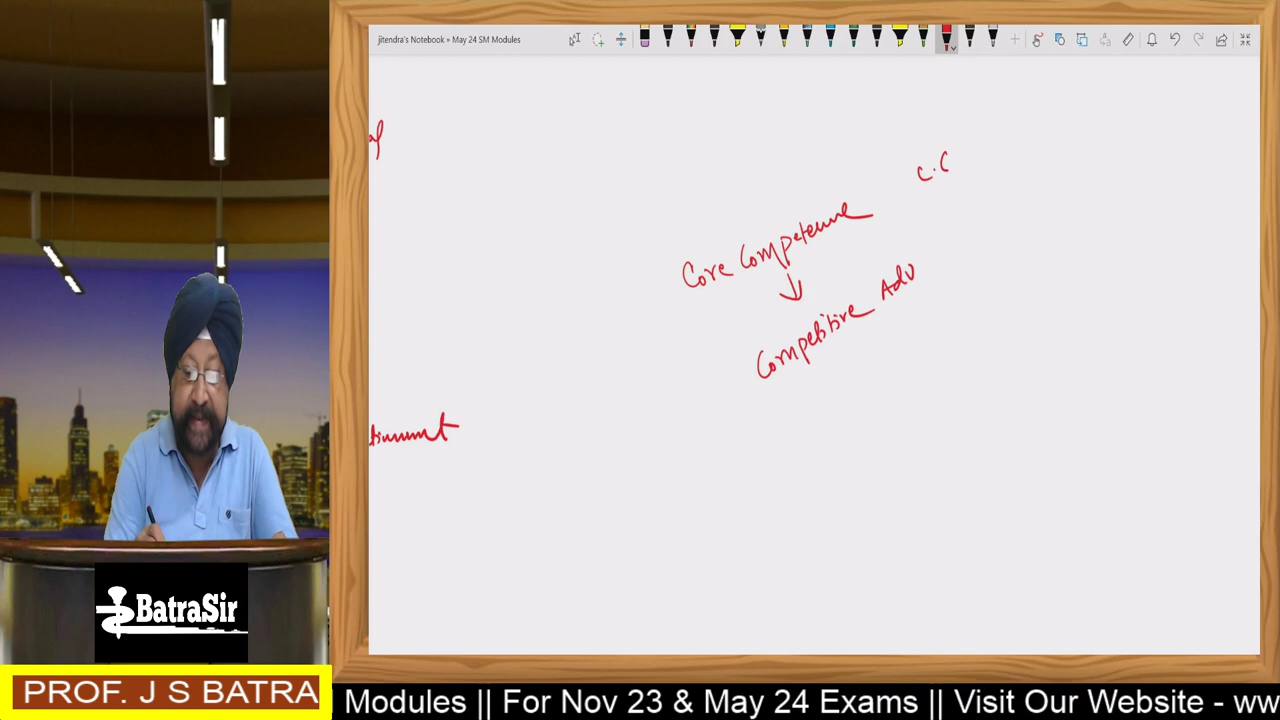 jitendra's Notebook » May 24 SM Modules
C.C
Core Competence
Competitive Adv
BatraSir
PROF. J S BATRA
Modules || For Nov 23 & May 24 Exams || Visit Our Website - ww